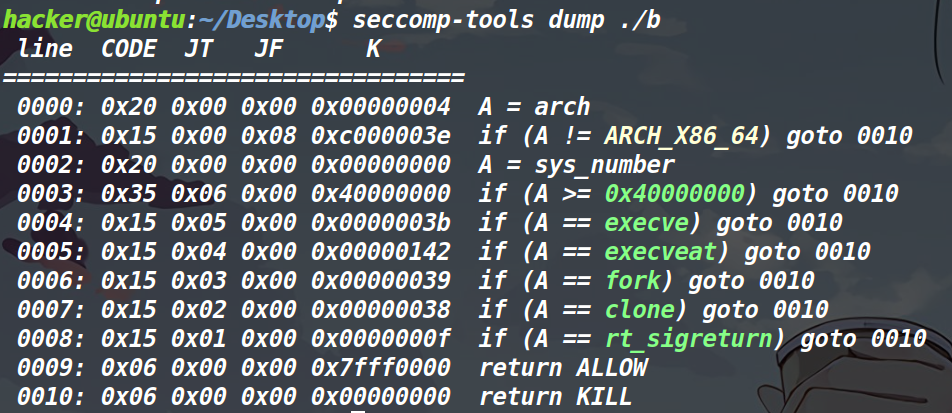 hacker@ubuntu:~/Desktop$ seccomp-tools dump ./b
 line  CODE  JT   JF      K
=================================
 0000: 0x20 0x00 0x00 0x00000004  A = arch
 0001: 0x15 0x00 0x08 0xc000003e  if (A != ARCH_X86_64) goto 0010
 0002: 0x20 0x00 0x00 0x00000000  A = sys_number
 0003: 0x35 0x06 0x00 0x40000000  if (A >= 0x40000000) goto 0010
 0004: 0x15 0x05 0x00 0x0000003b  if (A == execve) goto 0010
 0005: 0x15 0x04 0x00 0x00000142  if (A == execveat) goto 0010
 0006: 0x15 0x03 0x00 0x00000039  if (A == fork) goto 0010
 0007: 0x15 0x02 0x00 0x00000038  if (A == clone) goto 0010
 0008: 0x15 0x01 0x00 0x0000000f  if (A == rt_sigreturn) goto 0010
 0009: 0x06 0x00 0x00 0x7fff0000  return ALLOW
 0010: 0x06 0x00 0x00 0x00000000  return KILL